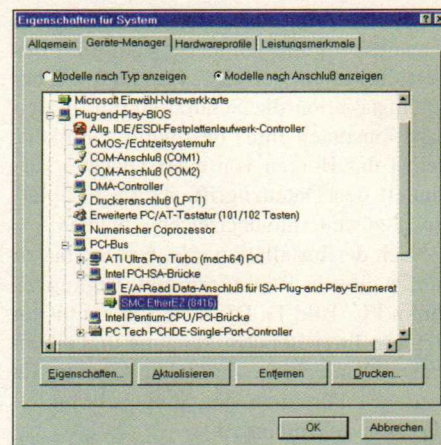 Eigenschaften für System
Allgemein Geräte-Manager Hardwareprofile Leistungsmerkmale
Modelle nach Typ anzeigen Modelle nach Anschluß anzeigen
Microsoft Einwähl-Netzwerkkarte
Plug-and-Play-BIOS
Allg. IDE/ESDI-Festplattenlaufwerk-Controller
CMOS-/Echtzeitsystemuhr
COM-Anschluß (COM1)
COM-Anschluß (COM2)
DMA-Controller
Druckeranschluß (LPT1)
Erweiterte PC/AT-Tastatur (101/102 Tasten)
Numerischer Coprozessor
PCI-Bus
ATI Ultra Pro Turbo (mach64) PCI
Intel PCI-ISA-Brücke
E/A-Read Data-Anschluß für ISA-Plug-and-Play-Enumerat
SMC EtherEZ (8416)
Intel Pentium-CPU/PCI-Brücke
PC Tech PCI-IDE-Single-Port-Controller
Eigenschaften... Aktualisieren Entfernen Drucken...
OK Abbrechen